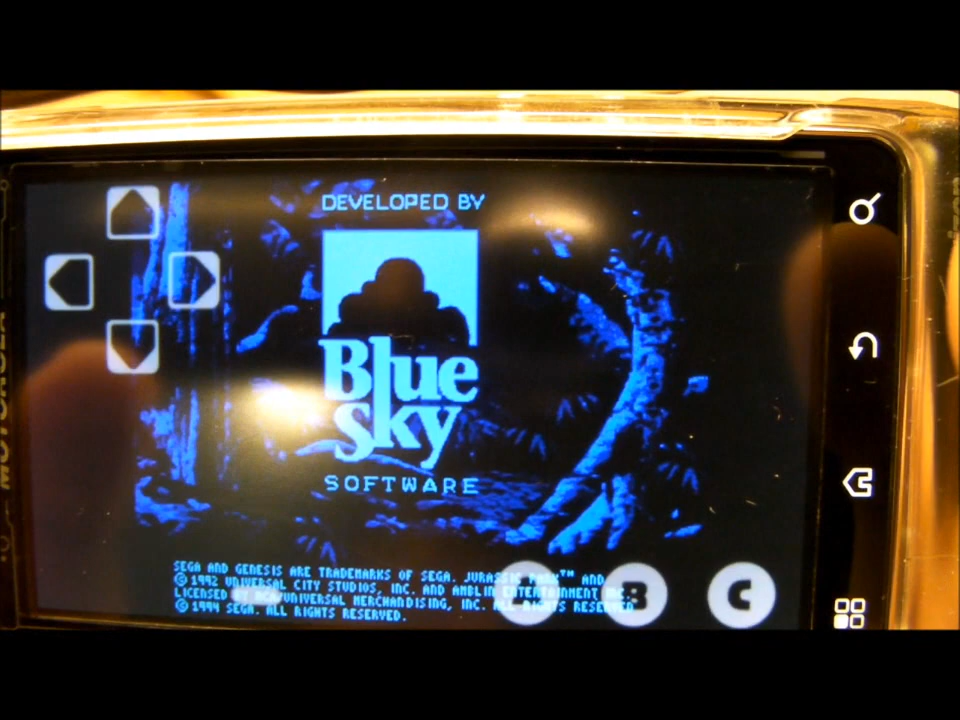 DEVELOPED BY
Blue
Sky
SOFTWARE
SEGA AND GENESIS ARE TRADEMARKS OF SEGA. JURASSIC PARK™ AND
© 1992 UNIVERSAL CITY STUDIOS, INC. AND AMBLIN ENTERTAINMENT INC.
LICENSED BY MCA/UNIVERSAL MERCHANDISING, INC. ALL RIGHTS RESERVED
© 1994 SEGA. ALL RIGHTS RESERVED.
B
C
MOTOROLA